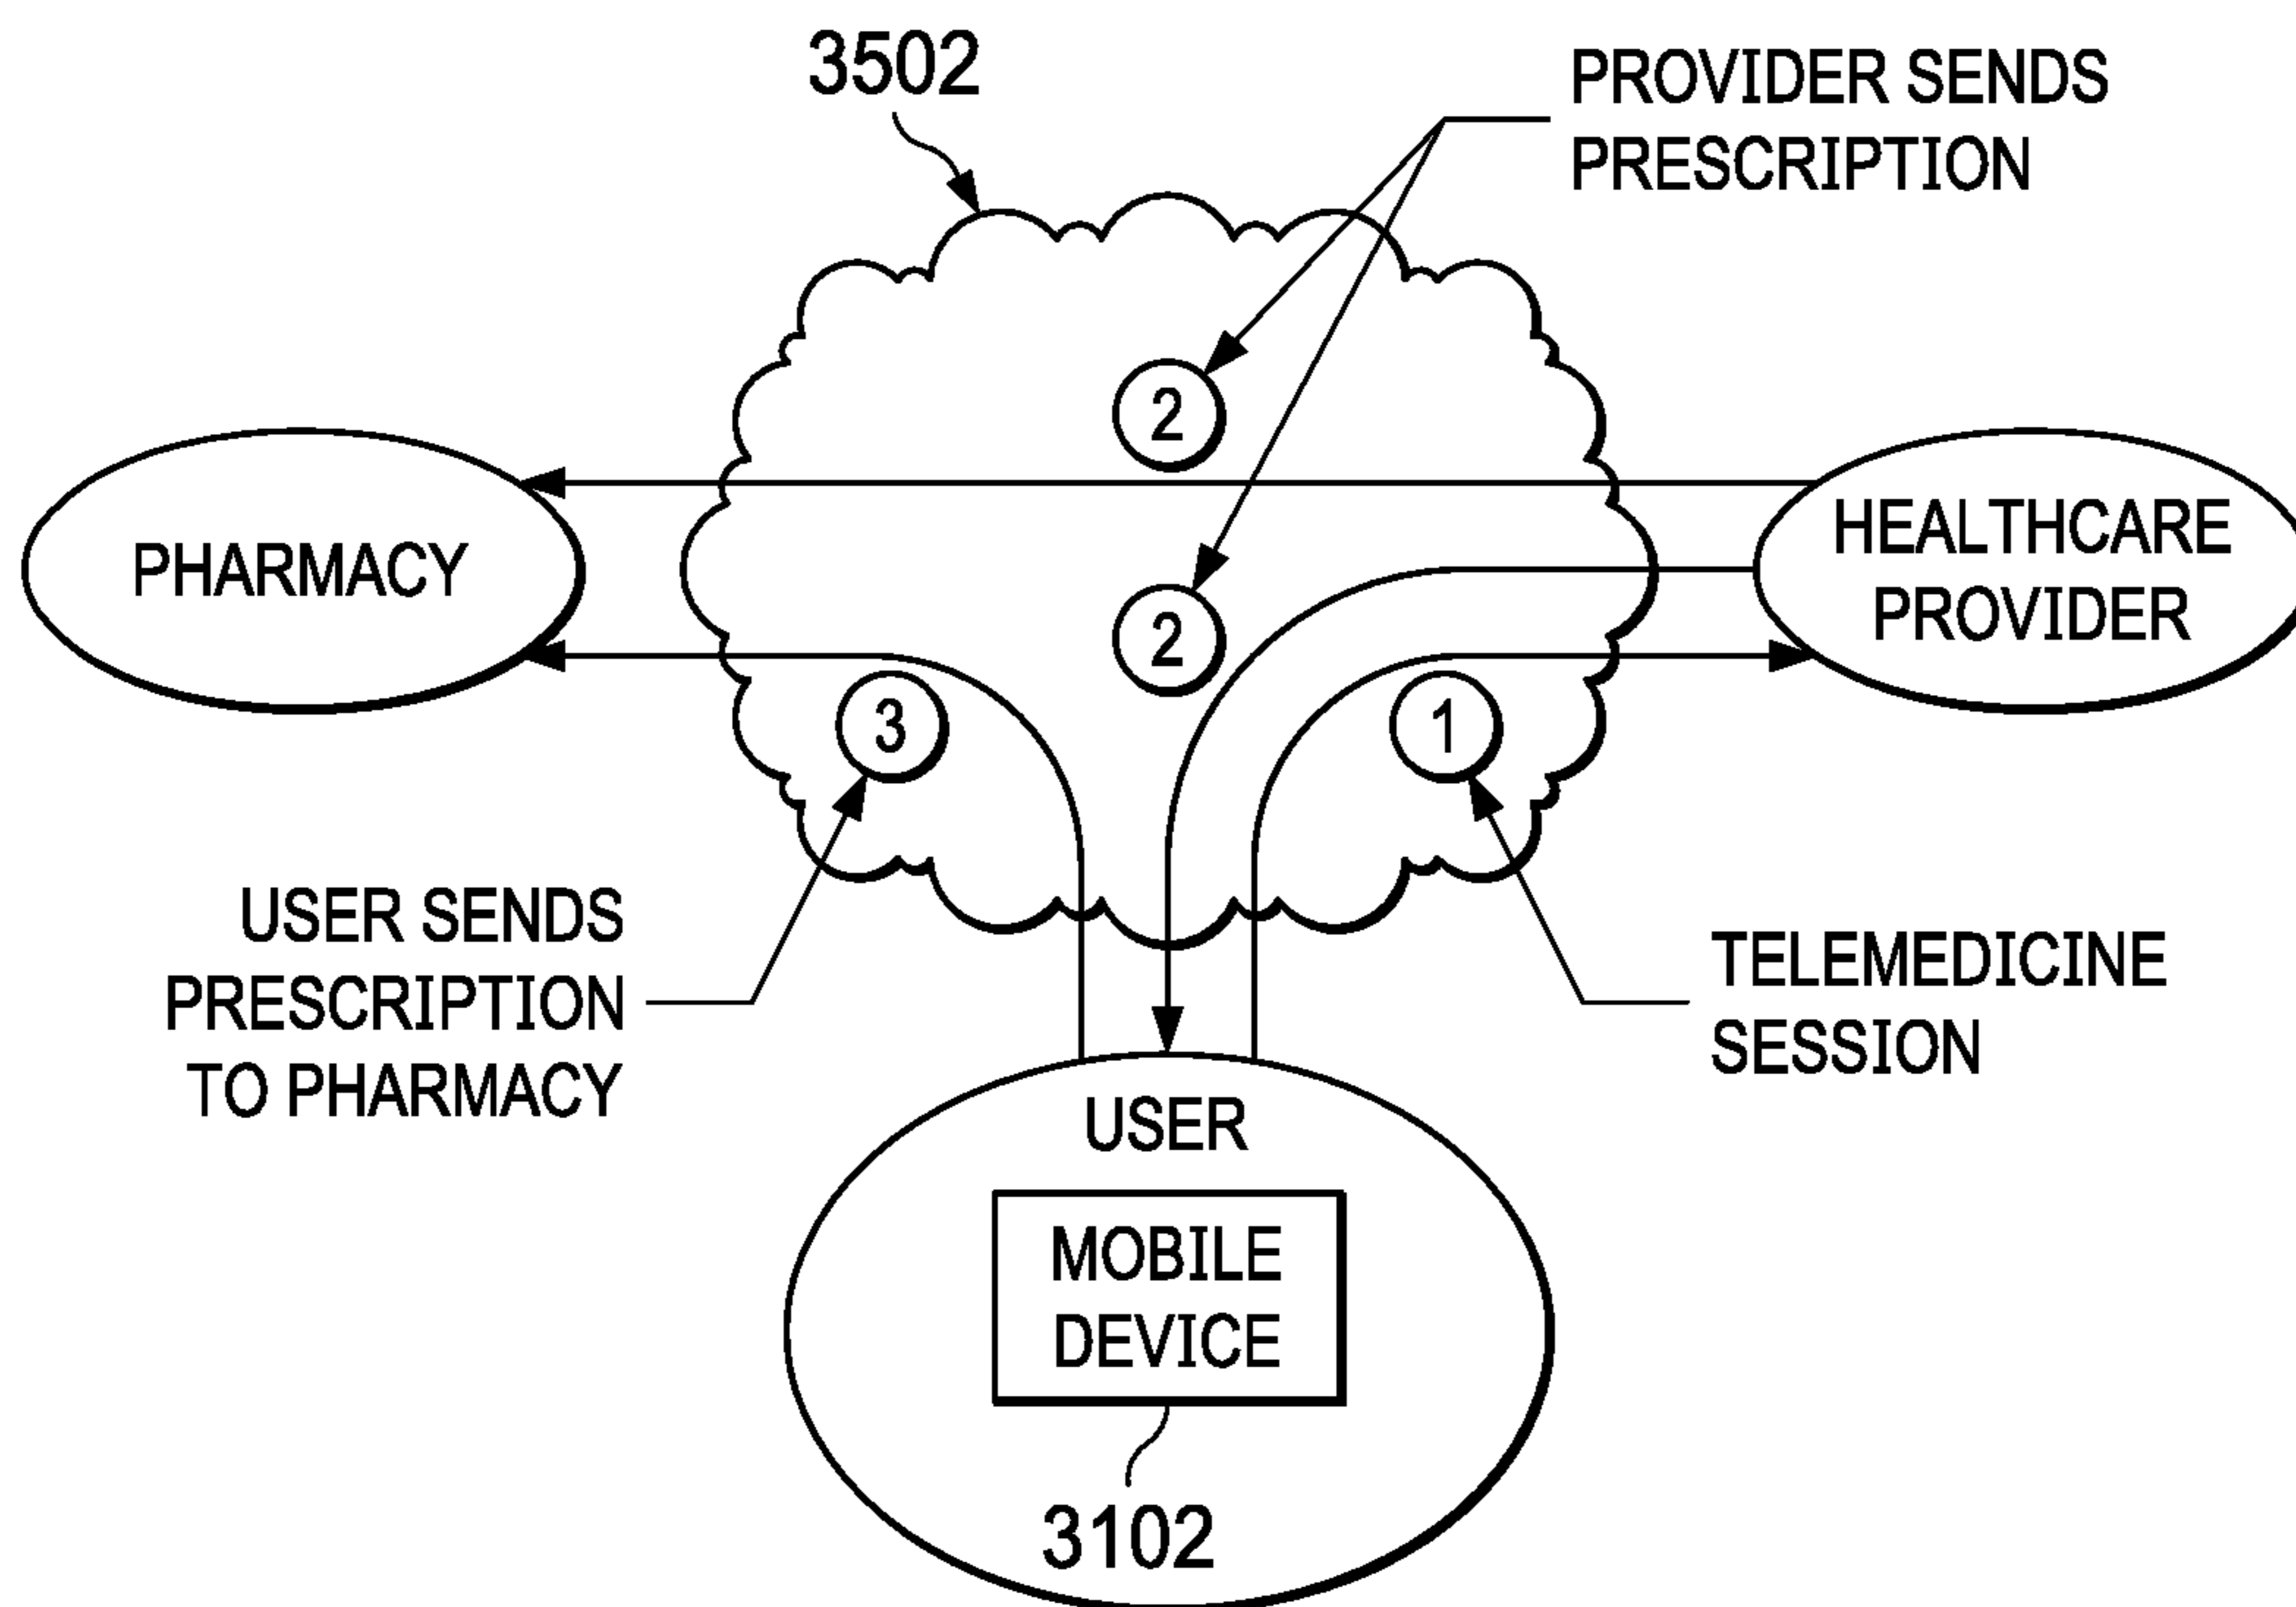 3502
PROVIDER SENDS
PRESCRIPTION
2
PHARMACY
HEALTHCARE
PROVIDER
2
3
1
USER SENDS
PRESCRIPTION
TO PHARMACY
TELEMEDICINE
SESSION
USER
MOBILE
DEVICE
3102